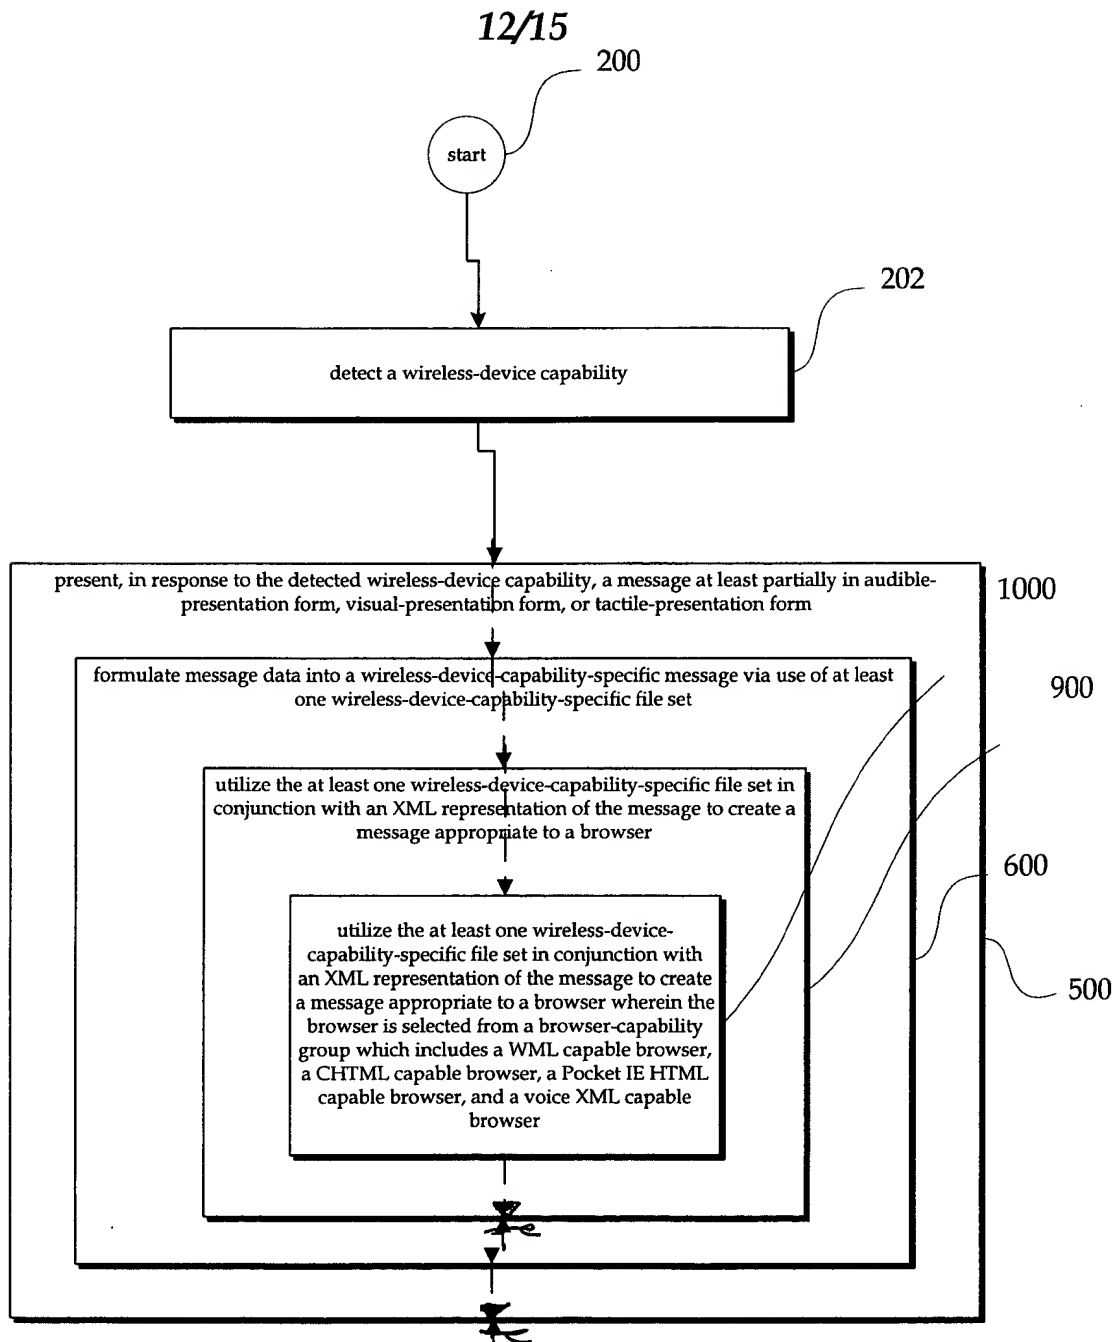 12/15
200
start
202
detect a wireless-device capability
present, in response to the detected wireless-device capability, a message at least partially in audible-
presentation form, visual-presentation form, or tactile-presentation form
1000
formulate message data into a wireless-device-capability-specific message via use of at least
one wireless-device-capability-specific file set
900
utilize the at least one wireless-device-capability-specific file set in
conjunction with an XML representation of the message to create a
message appropriate to a browser
600
utilize the at least one wireless-device-
capability-specific file set in conjunction with
an XML representation of the message to create
a message appropriate to a browser wherein the
browser is selected from a browser-capability
group which includes a WML capable browser,
a CHTML capable browser, a Pocket IE HTML
capable browser, and a voice XML capable
browser
500